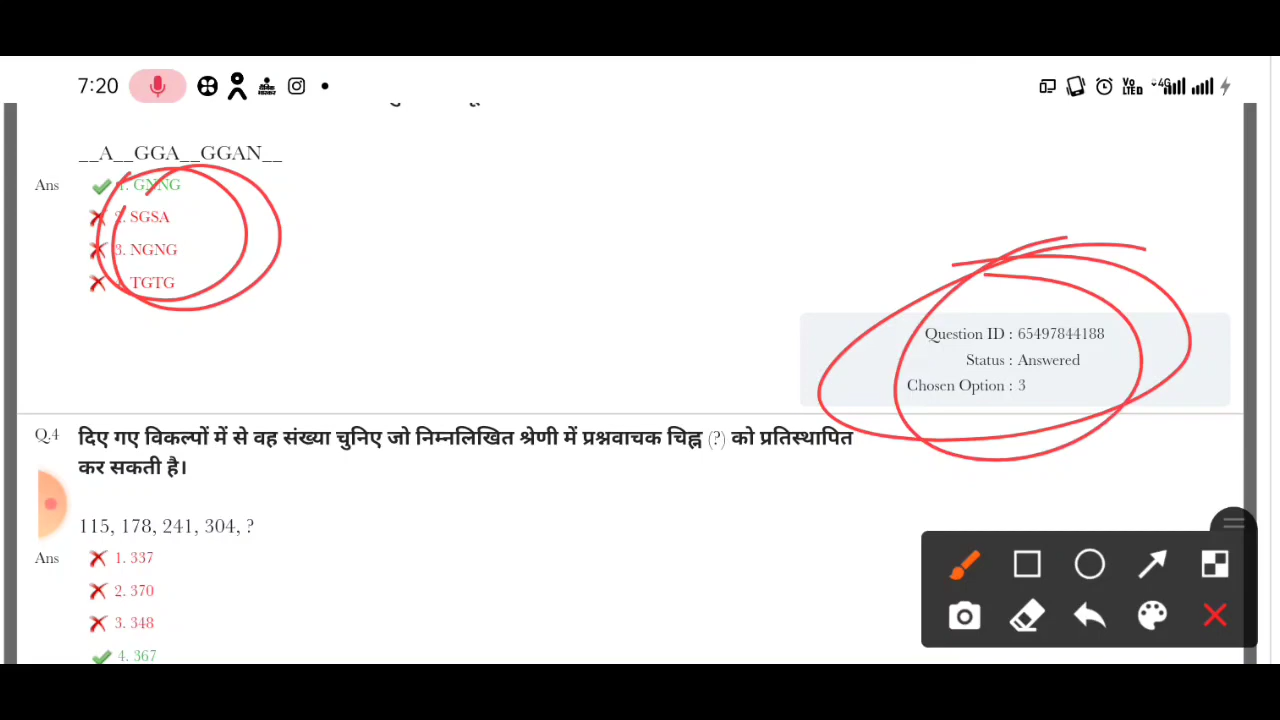 7:20
__A__GGA__GGAN__
Ans
1. GNNG
2. SGSA
3. NGNG
TGTG
Question ID : 65497844188
Status : Answered
Chosen Option : 3
Q.4 दिए गए विकल्पों में से वह संख्या चुनिए जो निम्नलिखित श्रेणी में प्रश्नवाचक चिह्न (?) को प्रतिस्थापित
कर सकती है।
115, 178, 241, 304, ?
Ans
1. 337
2. 370
3. 348
4. 367